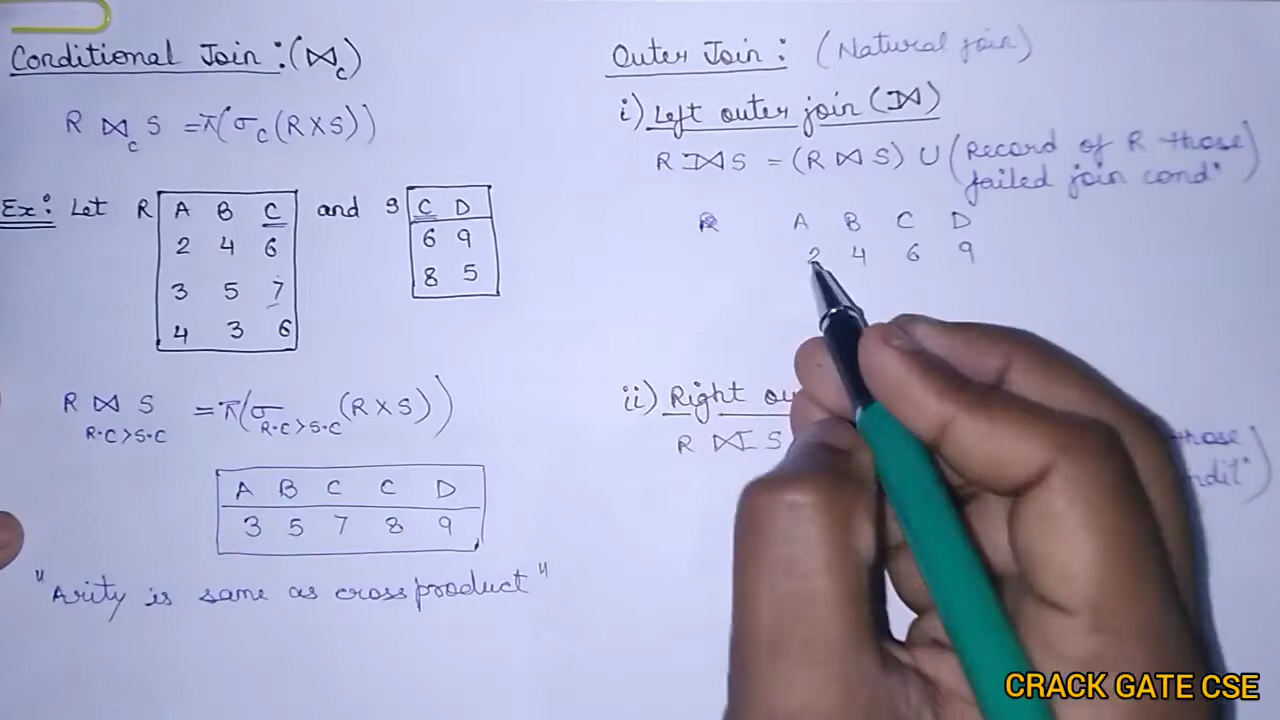 Conditional Join : (⋈c)
R ⋈c S = π(σc (R X S))
Ex: Let R
A B C
2 4 6
3 5 7
4 3 6
and S
C D
6 9
8 5
R ⋈ S = π(σ R.C > S.C (R X S))
R.C > S.C
A B C C D
3 5 7 8 9
"Arity is same as cross product"
Outer Join : (Natural join)
i) Left outer join (⟕)
R ⟕ S = (R ⋈ S) ∪ (Record of R those
failed join condⁿ)
A B C D
2 4 6 9
ii) Right
R ⟖ S
those
CRACK GATE CSE